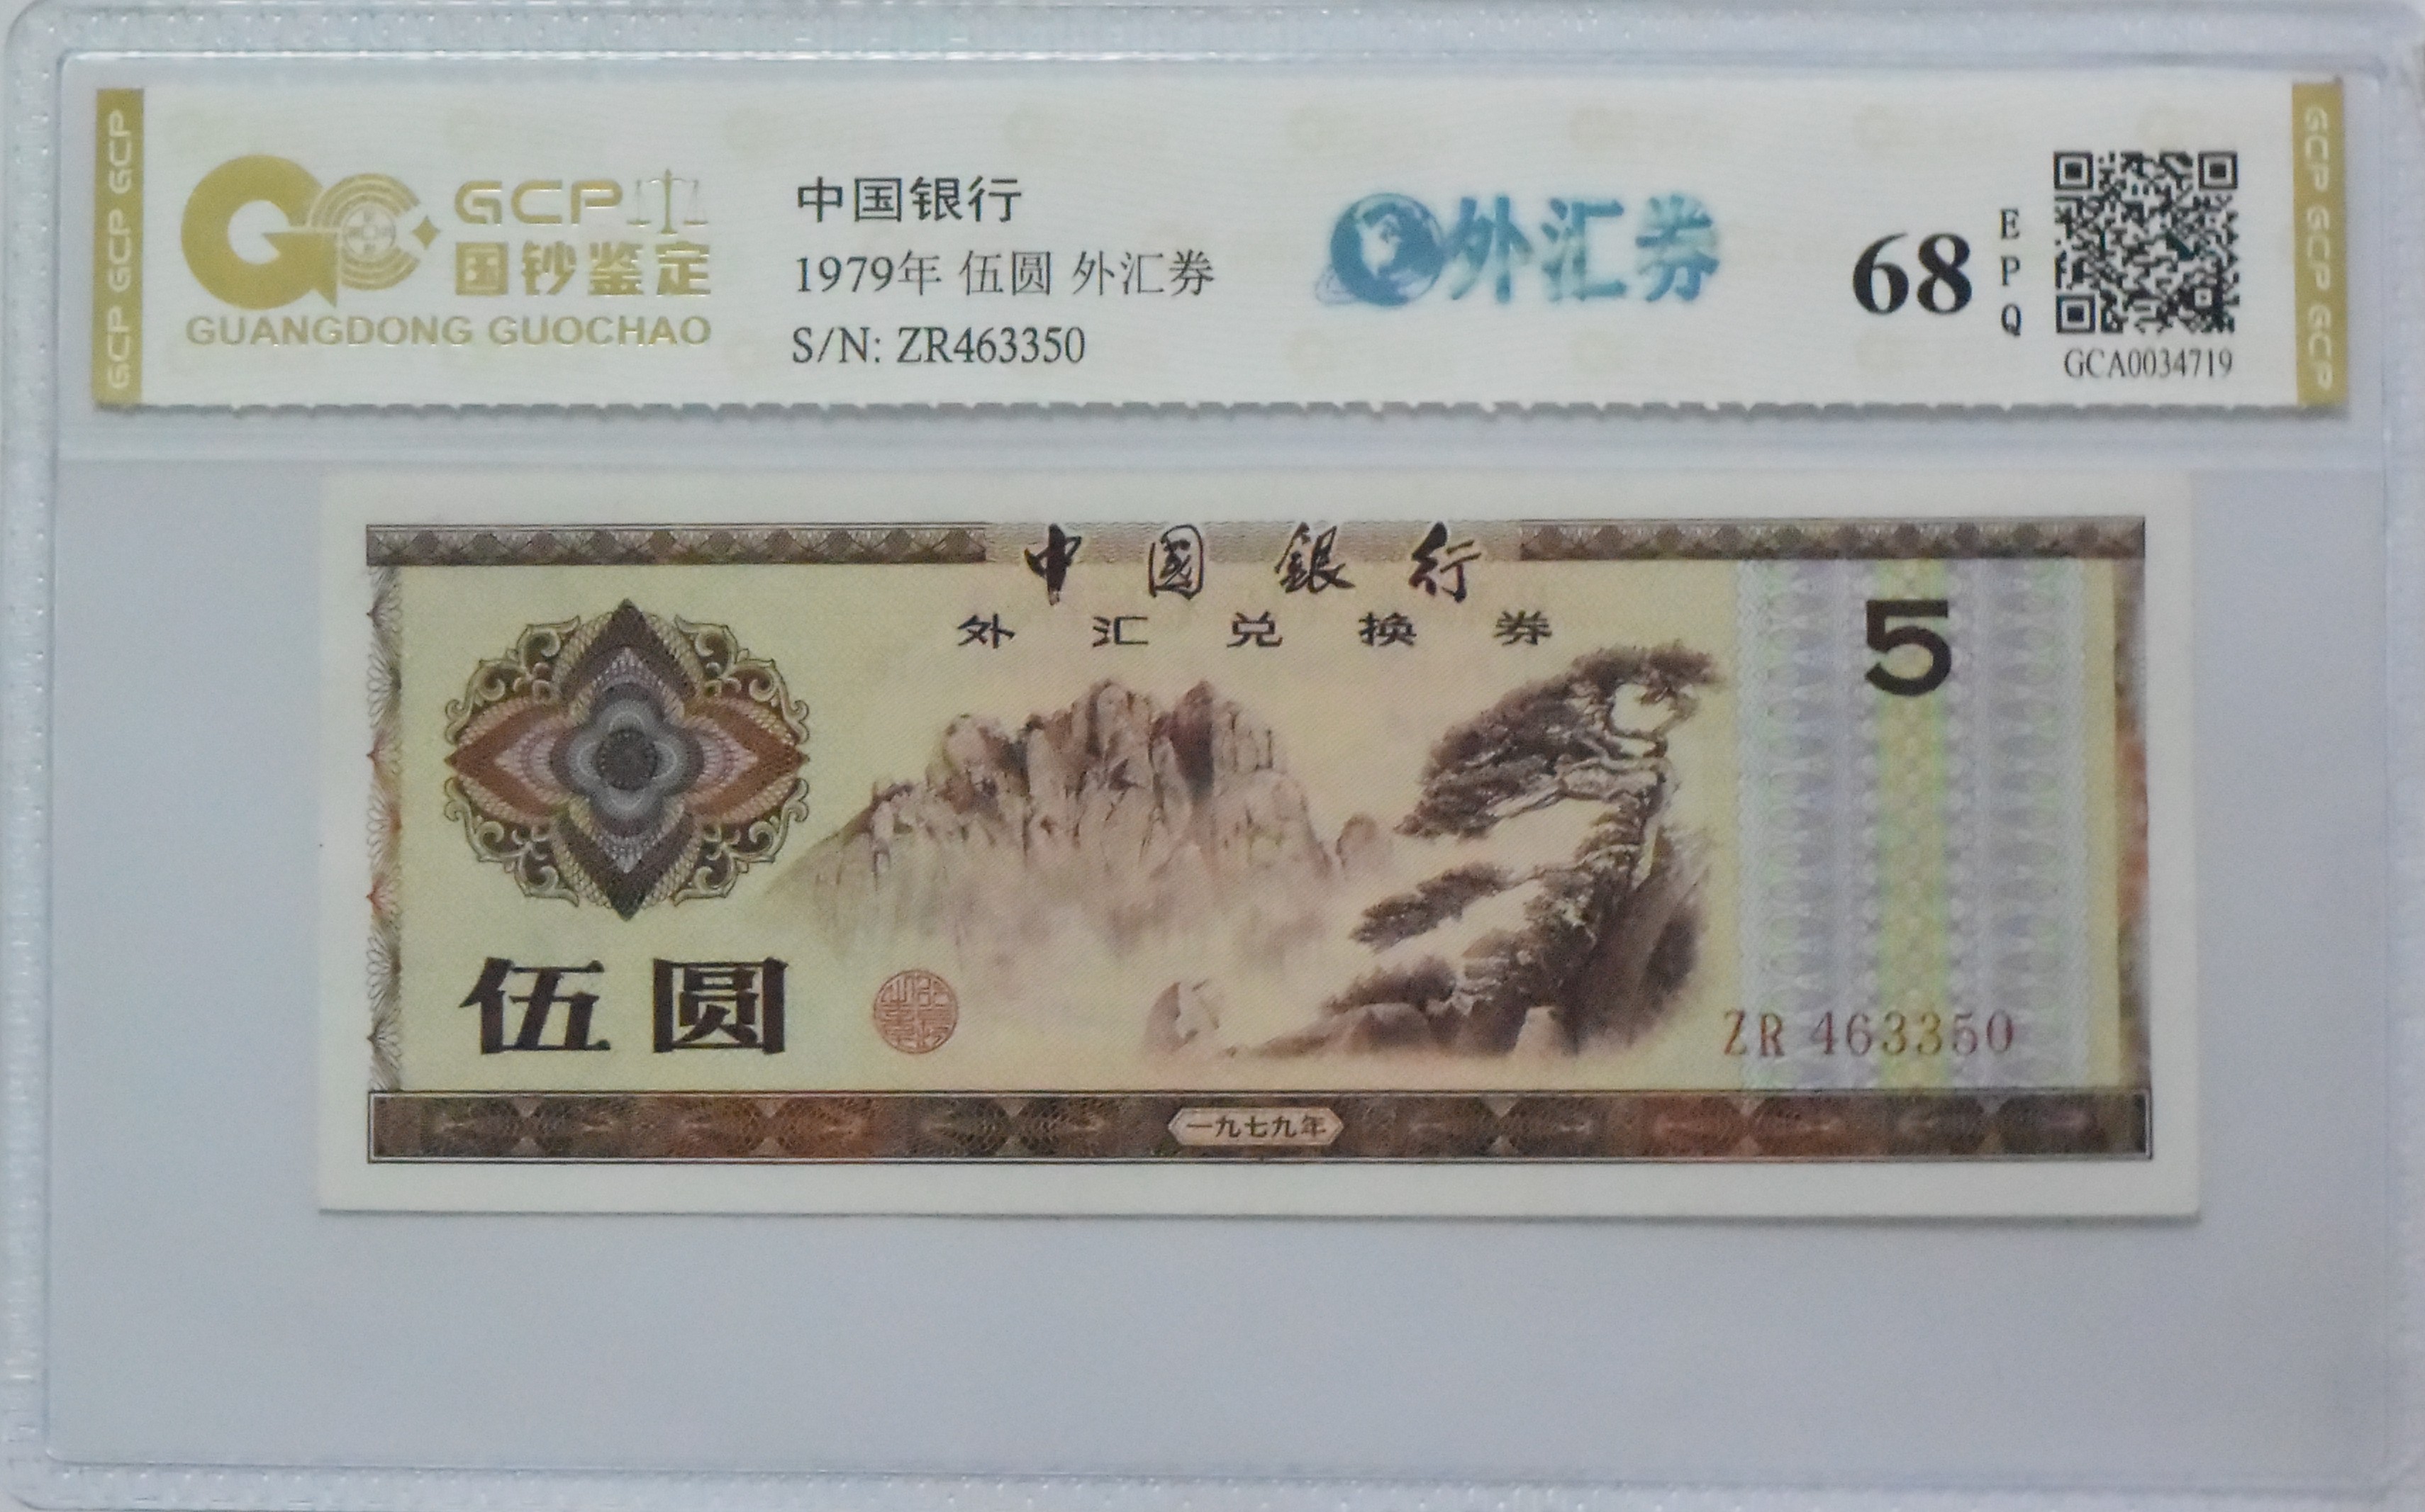 GCP GCP GCP
GCP
国钞鉴定
GUANGDONG GUOCHAO
中国银行
1979年 伍圆 外汇券
S/N: ZR463350
外汇券
68
EPQ
GCA0034719
GCP GCP GCP
中國銀行
外汇兑换券
5
伍圆
ZR 463350
一九七九年